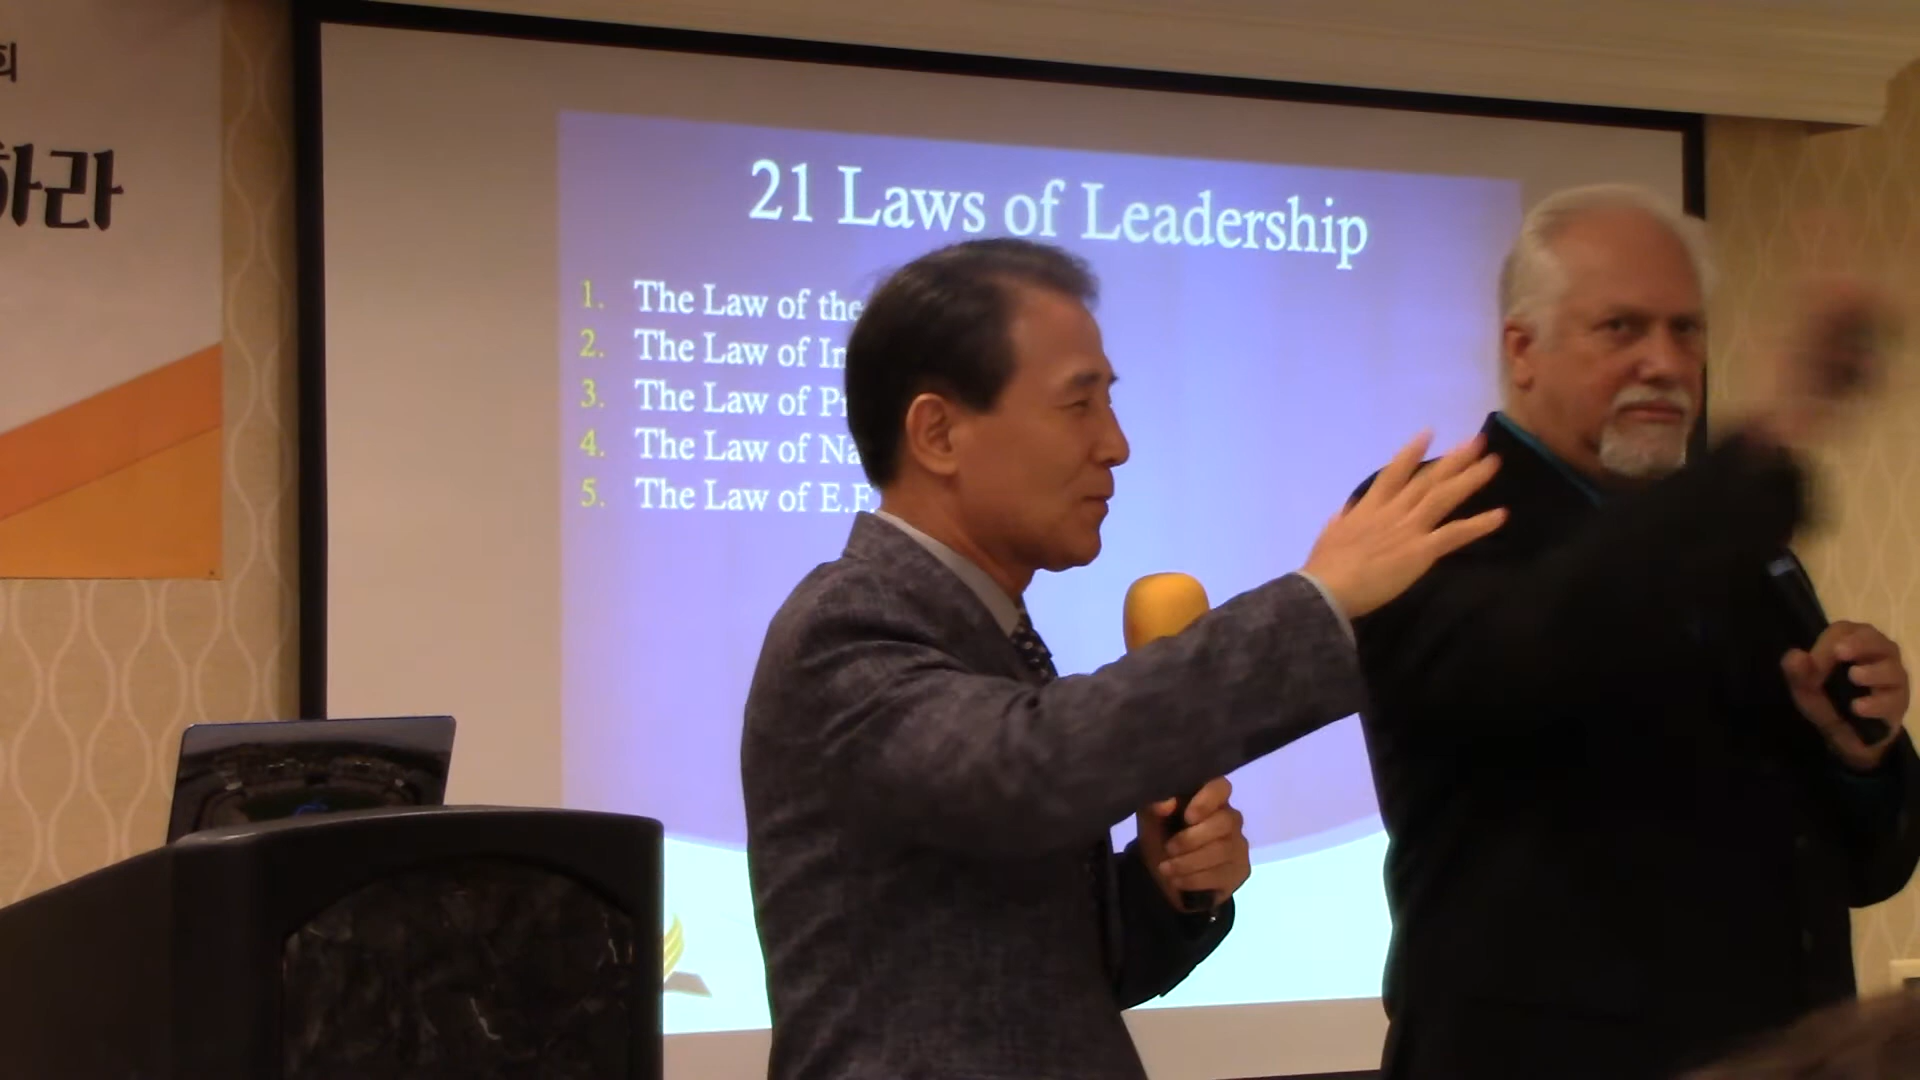 회
하라
21 Laws of Leadership
1. The Law of the
2. The Law of In
3. The Law of Pr
4. The Law of Na
5. The Law of E.F.